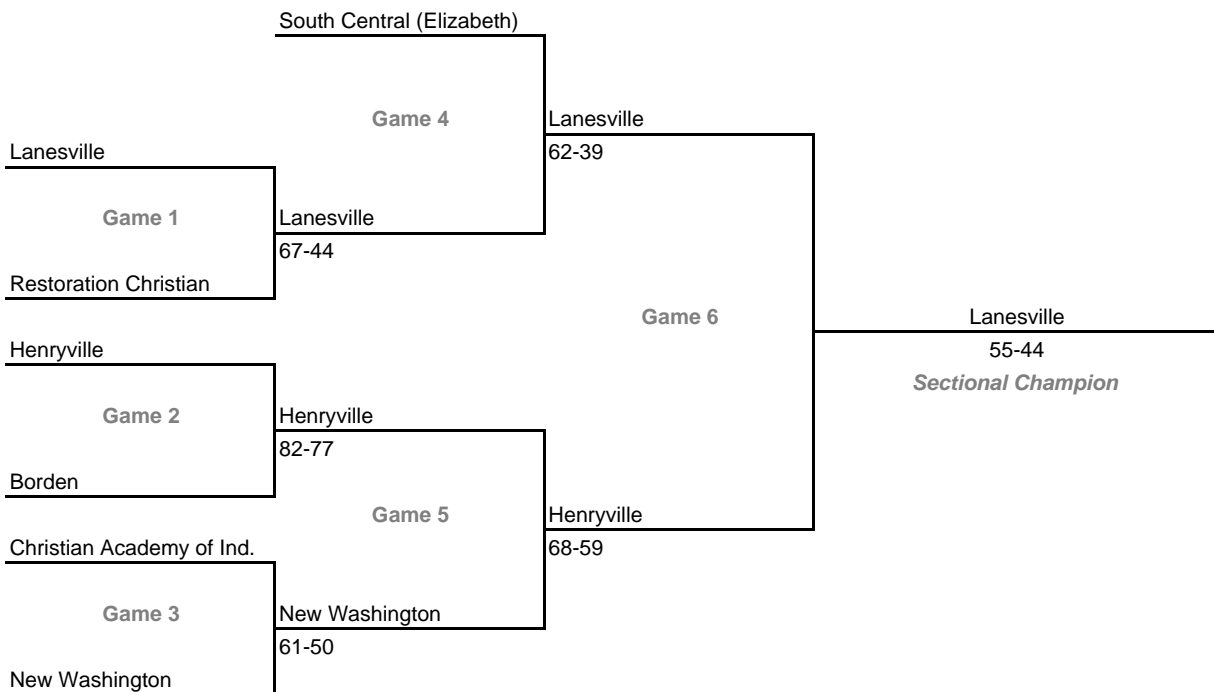 South Central (Elizabeth)
Game 4
Lanesville
Lanesville
62-39
Game 1
Lanesville
67-44
Restoration Christian
Game 6
Lanesville
Henryville
55-44
Sectional Champion
Game 2
Henryville
82-77
Borden
Game 5
Henryville
Christian Academy of Ind.
68-59
Game 3
New Washington
61-50
New Washington